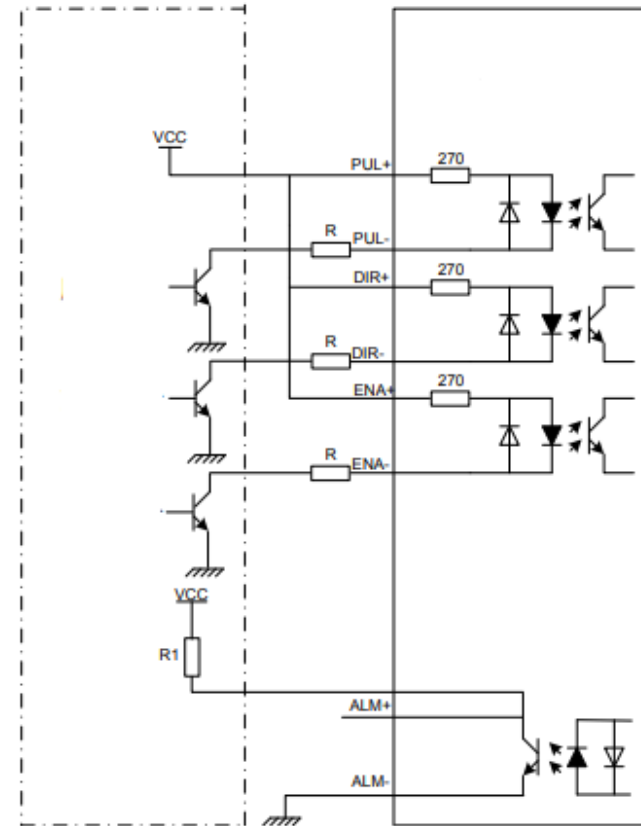 VCC
PUL+
270
R
PUL-
DIR+
270
R
DIR-
ENA+
270
R
ENA-
VCC
R1
ALM+
ALM-